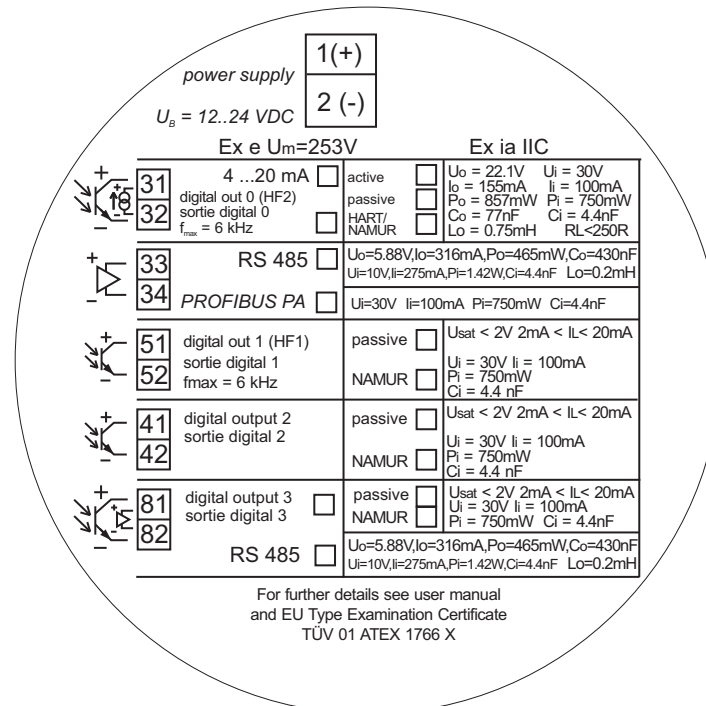 1(+)
power supply
2 (-)
UB = 12..24 VDC
Ex e Um=253V Ex ia IIC
+
31 4 ...20 mA active Uo = 22.1V Ui = 30V
Io = 155mA Ii = 100mA
digital out 0 (HF2) passive Po = 857mW Pi = 750mW
32 sortie digital 0 HART/ Co = 77nF Ci = 4.4nF
fmax = 6 kHz NAMUR Lo = 0.75mH RL<250R
−
+
33 RS 485 Uo=5.88V,Io=316mA,Po=465mW,Co=430nF
Ui=10V,Ii=275mA,Pi=1.42W,Ci=4.4nF Lo=0.2mH
34 PROFIBUS PA Ui=30V Ii=100mA Pi=750mW Ci=4.4nF
−
+
51 digital out 1 (HF1) passive Usat < 2V 2mA < IL< 20mA
sortie digital 1 Ui = 30V Ii = 100mA
52 fmax = 6 kHz NAMUR Pi = 750mW
Ci = 4.4 nF
−
+
41 digital output 2 passive Usat < 2V 2mA < IL< 20mA
sortie digital 2 Ui = 30V Ii = 100mA
42 NAMUR Pi = 750mW
Ci = 4.4 nF
−
+
81 digital output 3 passive Usat < 2V 2mA < IL< 20mA
sortie digital 3 NAMUR Ui = 30V Ii = 100mA
Pi = 750mW Ci = 4.4nF
82 RS 485 Uo=5.88V,Io=316mA,Po=465mW,Co=430nF
Ui=10V,Ii=275mA,Pi=1.42W,Ci=4.4nF Lo=0.2mH
−
For further details see user manual
and EU Type Examination Certificate
TÜV 01 ATEX 1766 X